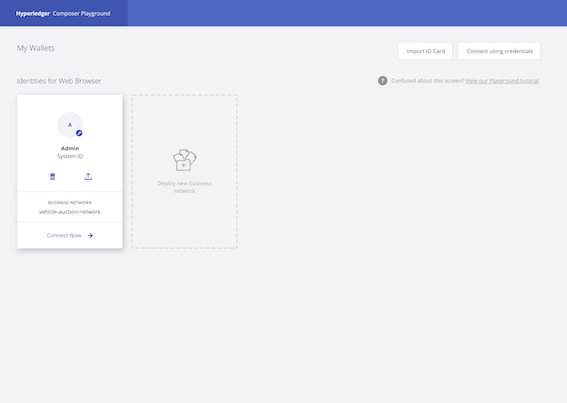 Hyperledger Composer Playground
My Wallets
Import ID Card
Connect using credentials
Identities for Web Browser
? Confused about this screen? View our Playground tutorial
A
Admin
System ID
BUSINESS NETWORK
vehicle-auction-network
Connect Now
Deploy new business
network